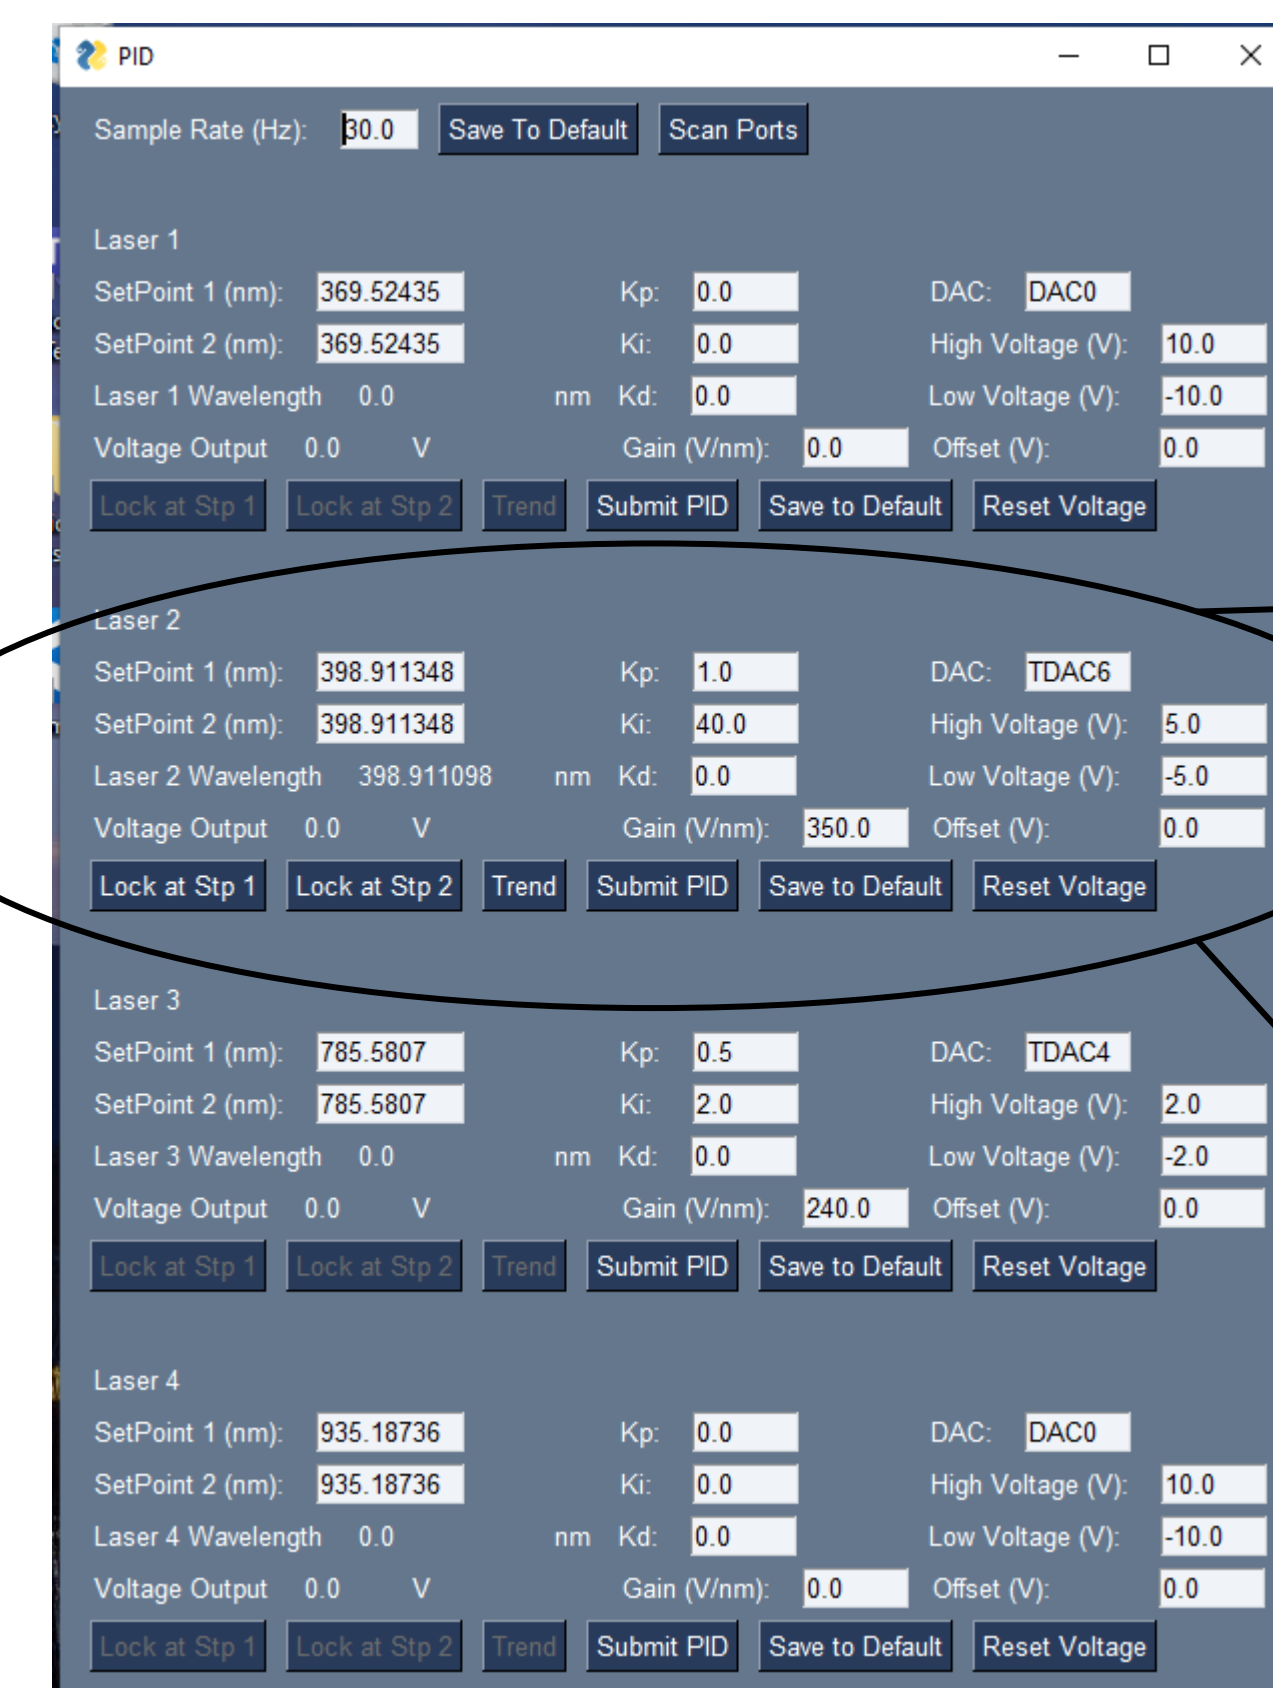 PID
Sample Rate (Hz): 30.0 Save To Default Scan Ports
Laser 1
SetPoint 1 (nm): 369.52435 Kp: 0.0 DAC: DAC0
SetPoint 2 (nm): 369.52435 Ki: 0.0 High Voltage (V): 10.0
Laser 1 Wavelength 0.0 nm Kd: 0.0 Low Voltage (V): -10.0
Voltage Output 0.0 V Gain (V/nm): 0.0 Offset (V): 0.0
Lock at Stp 1 Lock at Stp 2 Trend Submit PID Save to Default Reset Voltage
Laser 2
SetPoint 1 (nm): 398.911348 Kp: 1.0 DAC: TDAC6
SetPoint 2 (nm): 398.911348 Ki: 40.0 High Voltage (V): 5.0
Laser 2 Wavelength 398.911098 nm Kd: 0.0 Low Voltage (V): -5.0
Voltage Output 0.0 V Gain (V/nm): 350.0 Offset (V): 0.0
Lock at Stp 1 Lock at Stp 2 Trend Submit PID Save to Default Reset Voltage
Laser 3
SetPoint 1 (nm): 785.5807 Kp: 0.5 DAC: TDAC4
SetPoint 2 (nm): 785.5807 Ki: 2.0 High Voltage (V): 2.0
Laser 3 Wavelength 0.0 nm Kd: 0.0 Low Voltage (V): -2.0
Voltage Output 0.0 V Gain (V/nm): 240.0 Offset (V): 0.0
Lock at Stp 1 Lock at Stp 2 Trend Submit PID Save to Default Reset Voltage
Laser 4
SetPoint 1 (nm): 935.18736 Kp: 0.0 DAC: DAC0
SetPoint 2 (nm): 935.18736 Ki: 0.0 High Voltage (V): 10.0
Laser 4 Wavelength 0.0 nm Kd: 0.0 Low Voltage (V): -10.0
Voltage Output 0.0 V Gain (V/nm): 0.0 Offset (V): 0.0
Lock at Stp 1 Lock at Stp 2 Trend Submit PID Save to Default Reset Voltage